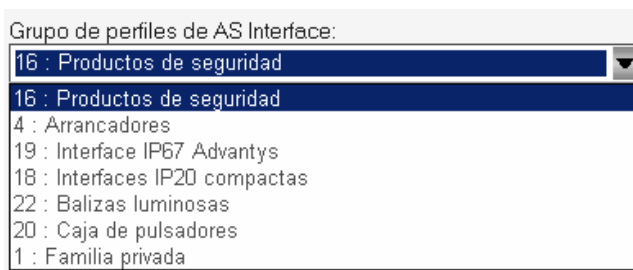 Grupo de perfiles de AS Interface:
16 : Productos de seguridad
16 : Productos de seguridad
4 : Arrancadores
19 : Interface IP67 Advantys
18 : Interfaces IP20 compactas
22 : Balizas luminosas
20 : Caja de pulsadores
1 : Familia privada